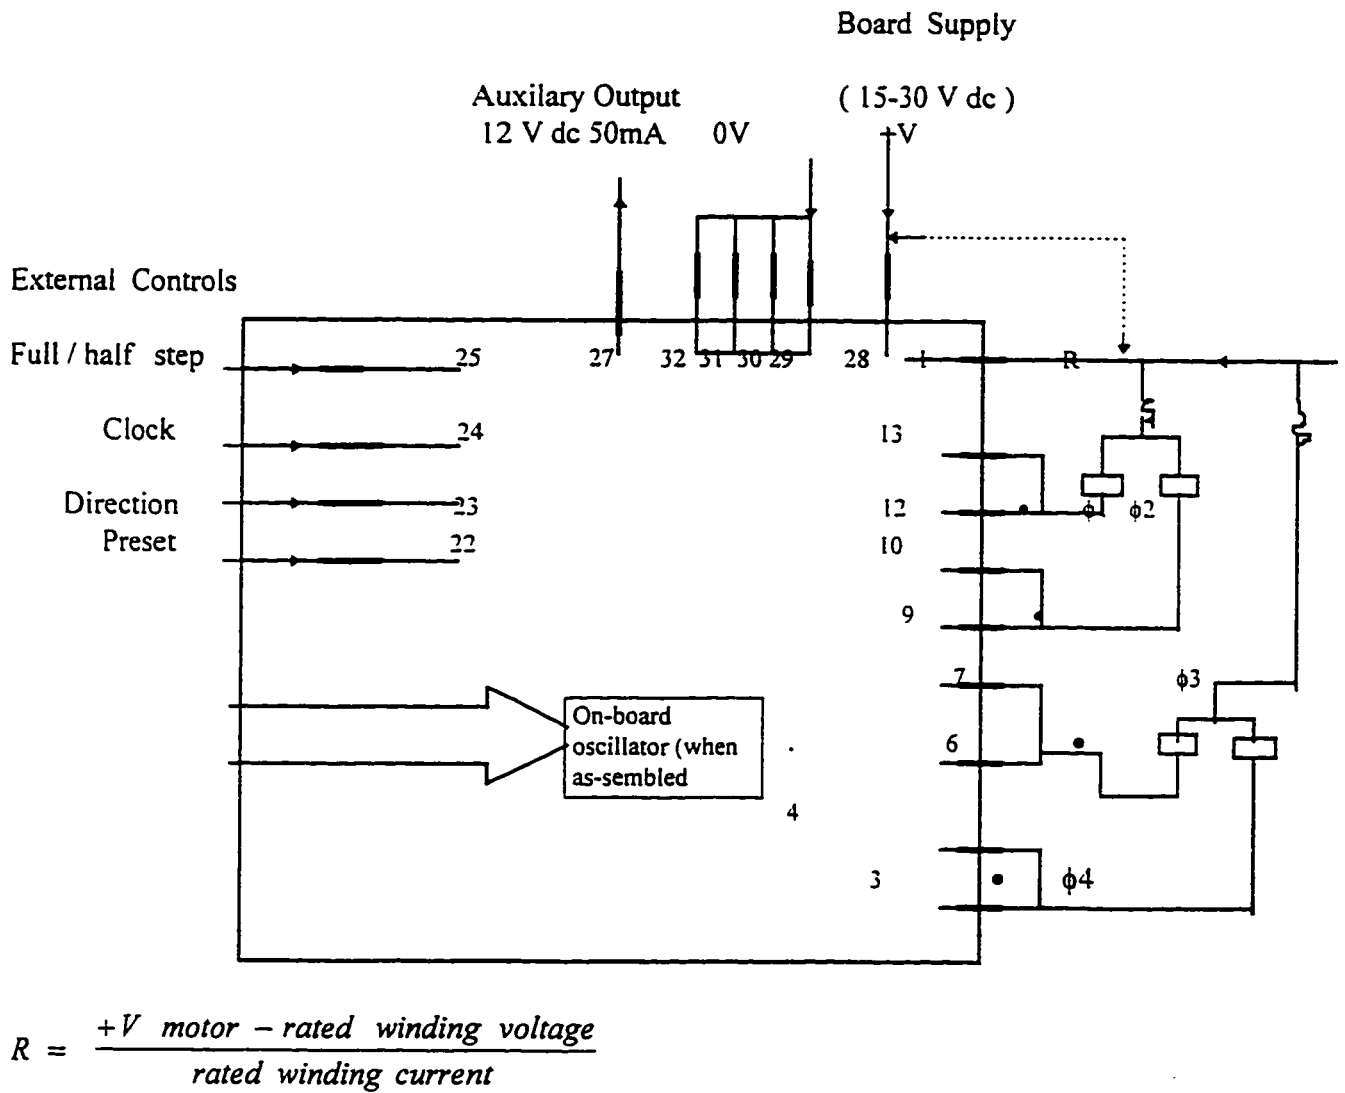 Board Supply
Auxilary Output
( 15-30 V dc )
12 V dc 50mA
0V
+V
External Controls
Full / half step
25
27
32
31
30
29
28
1
R
Clock
24
13
Direction
23
12
ϕ
ϕ2
Preset
22
10
9
7
ϕ3
On-board
oscillator (when
as-sembled
6
4
3
ϕ4
R = +V motor – rated winding voltage
rated winding current